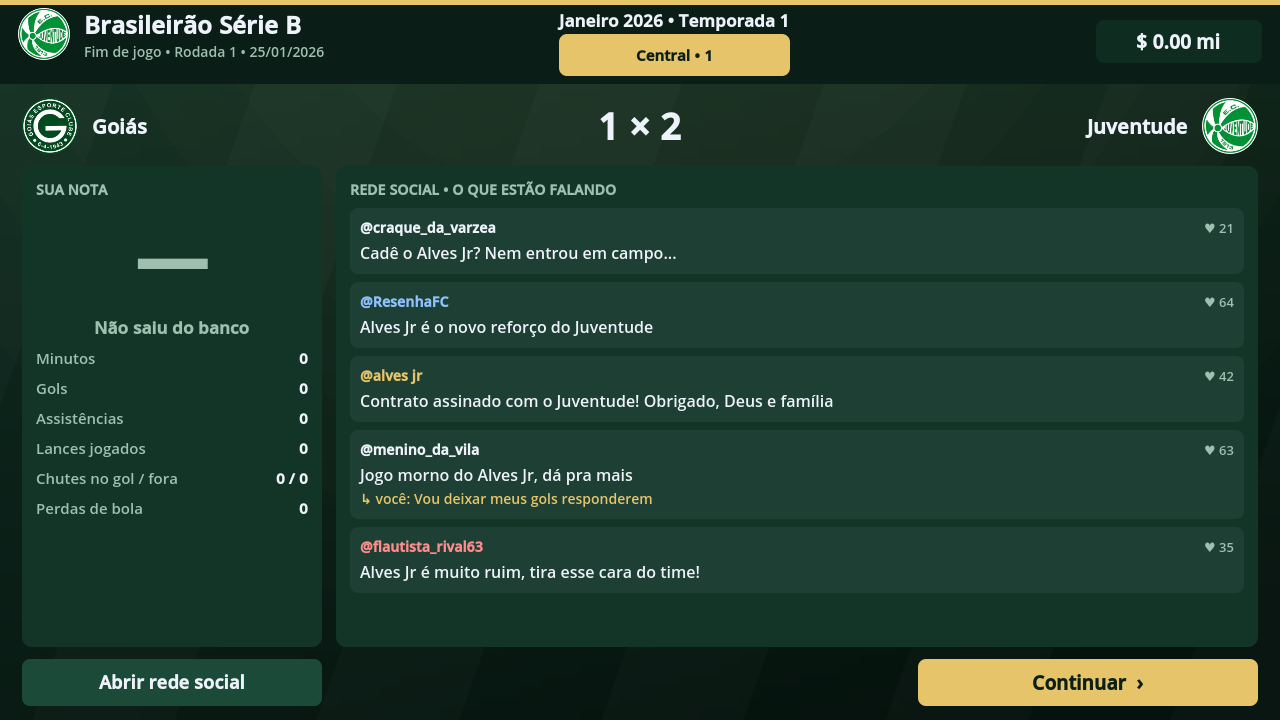 Brasileirão Série B
Fim de jogo • Rodada 1 • 25/01/2026
Janeiro 2026 • Temporada 1
Central • 1
$ 0.00 mi
Goiás
1 × 2
Juventude
SUA NOTA
Não saiu do banco
Minutos 0
Gols 0
Assistências 0
Lances jogados 0
Chutes no gol / fora 0 / 0
Perdas de bola 0
REDE SOCIAL • O QUE ESTÃO FALANDO
@craque_da_varzea ♥ 21
Cadê o Alves Jr? Nem entrou em campo...
@ResenhaFC ♥ 64
Alves Jr é o novo reforço do Juventude
@alves jr ♥ 42
Contrato assinado com o Juventude! Obrigado, Deus e família
@menino_da_vila ♥ 63
Jogo morno do Alves Jr, dá pra mais
↳ você: Vou deixar meus gols responderem
@flautista_rival63 ♥ 35
Alves Jr é muito ruim, tira esse cara do time!
Abrir rede social
Continuar ›